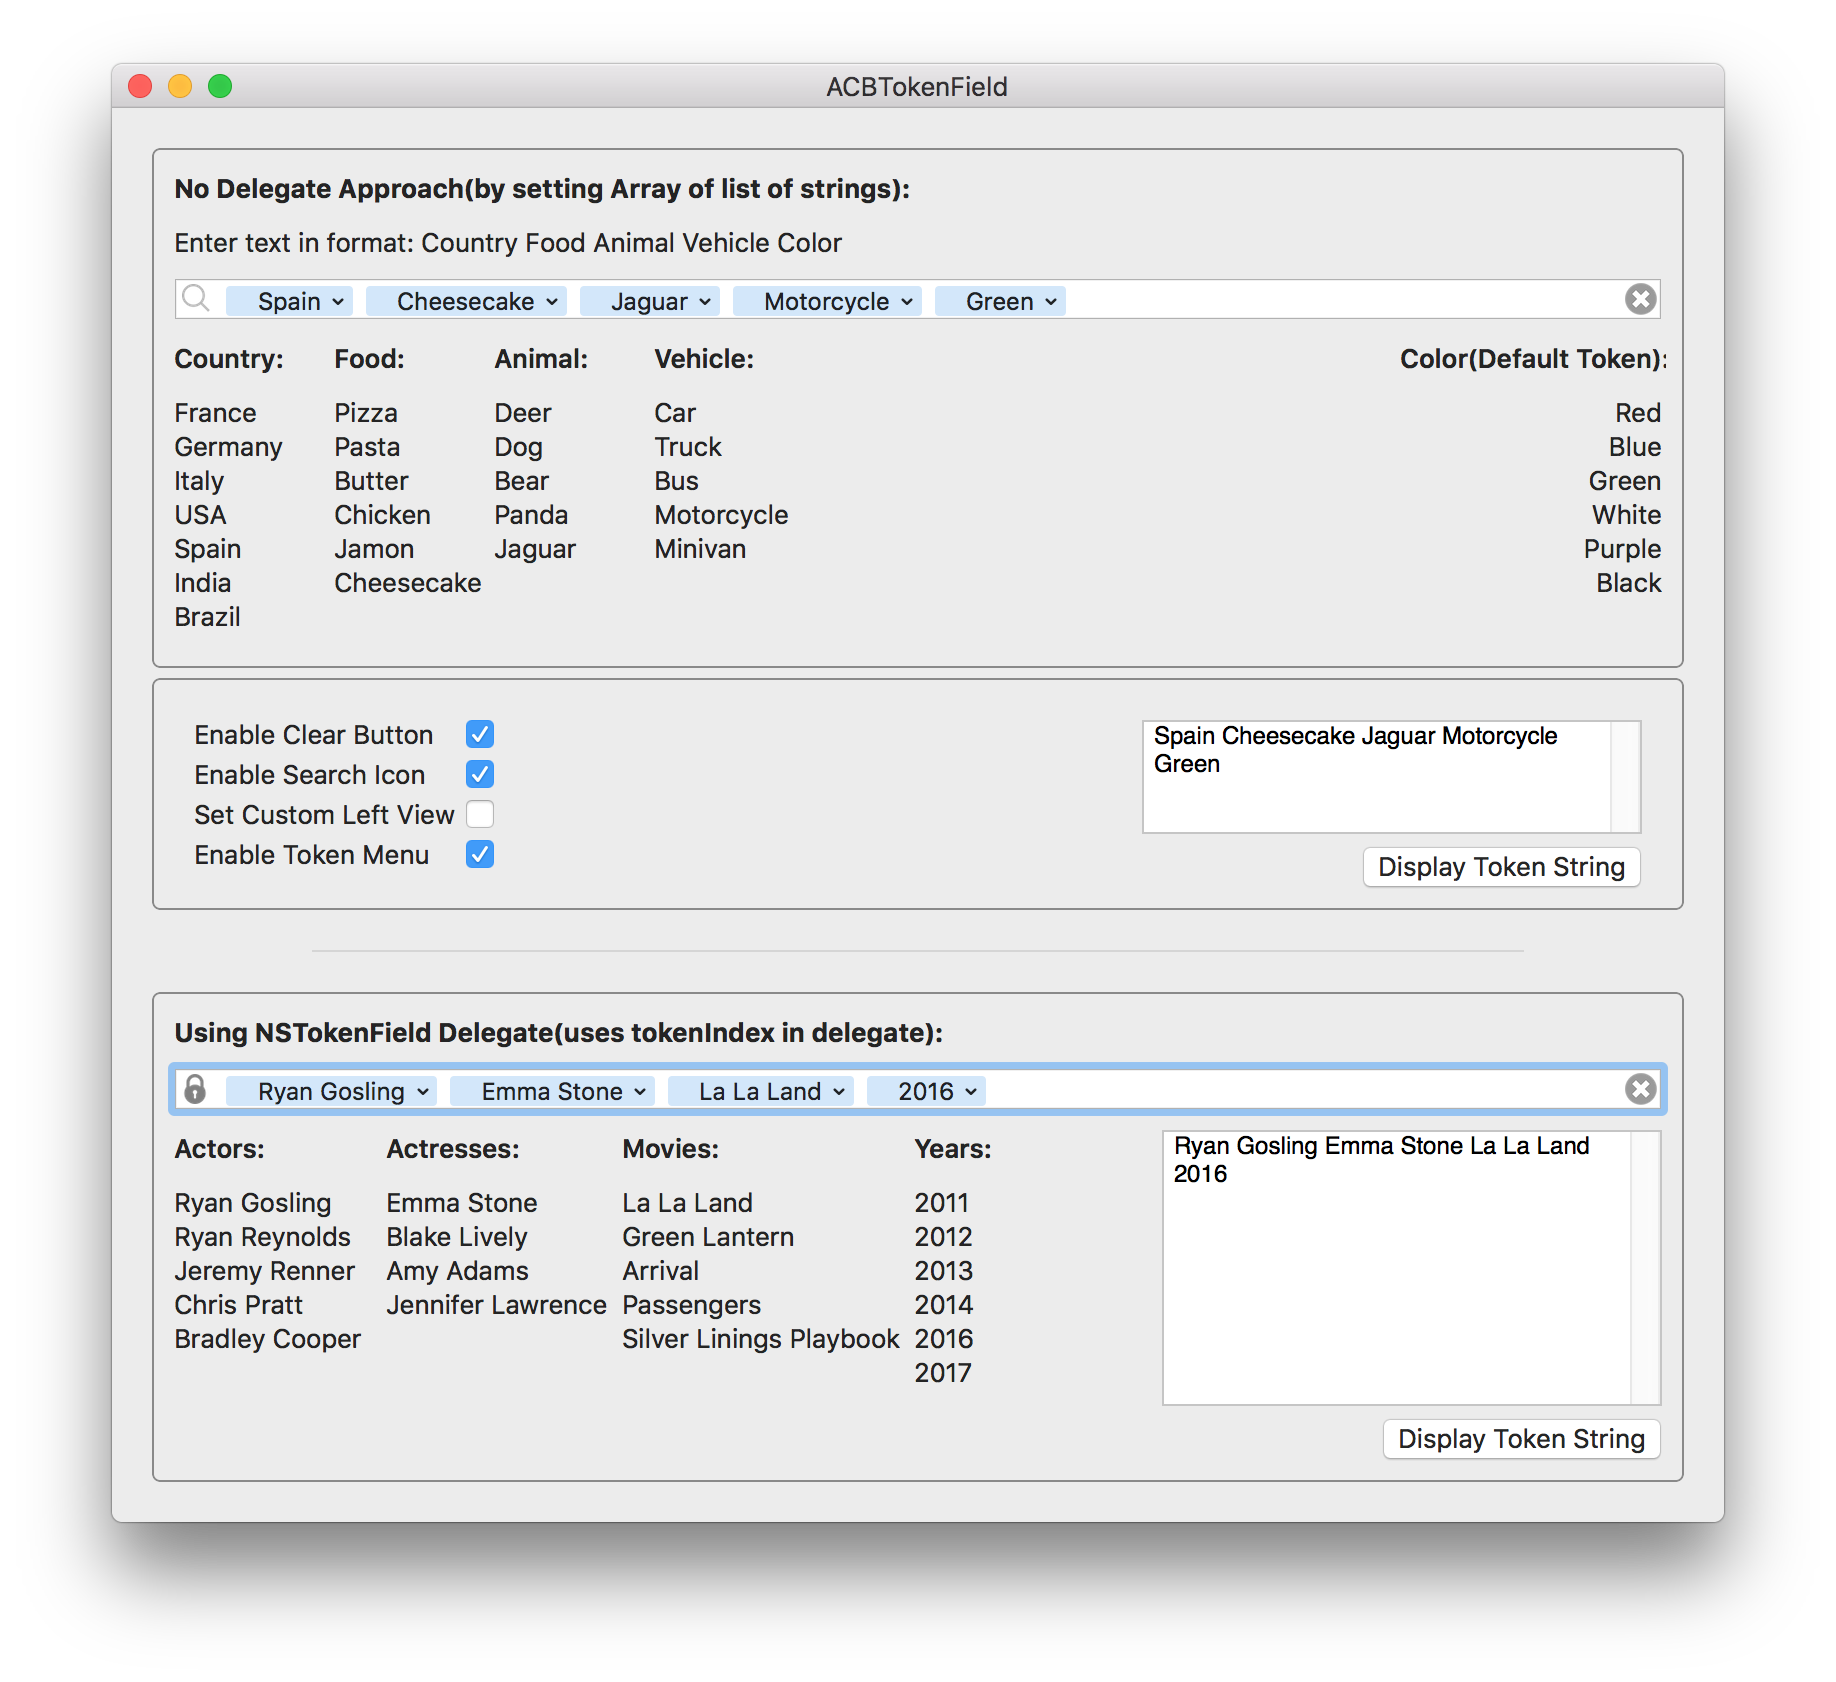 ACBTokenField
No Delegate Approach(by setting Array of list of strings):
Enter text in format: Country Food Animal Vehicle Color
Spain Cheesecake Jaguar Motorcycle Green
Country: Food: Animal: Vehicle: Color(Default Token):
France Pizza Deer Car Red
Germany Pasta Dog Truck Blue
Italy Butter Bear Bus Green
USA Chicken Panda Motorcycle White
Spain Jamon Jaguar Minivan Purple
India Cheesecake Black
Brazil
Enable Clear Button
Enable Search Icon
Set Custom Left View
Enable Token Menu
Spain Cheesecake Jaguar Motorcycle
Green
Display Token String
Using NSTokenField Delegate(uses tokenIndex in delegate):
Ryan Gosling Emma Stone La La Land 2016
Actors: Actresses: Movies: Years:
Ryan Gosling Emma Stone La La Land 2011
Ryan Reynolds Blake Lively Green Lantern 2012
Jeremy Renner Amy Adams Arrival 2013
Chris Pratt Jennifer Lawrence Passengers 2014
Bradley Cooper Silver Linings Playbook 2016
2017
Ryan Gosling Emma Stone La La Land
2016
Display Token String